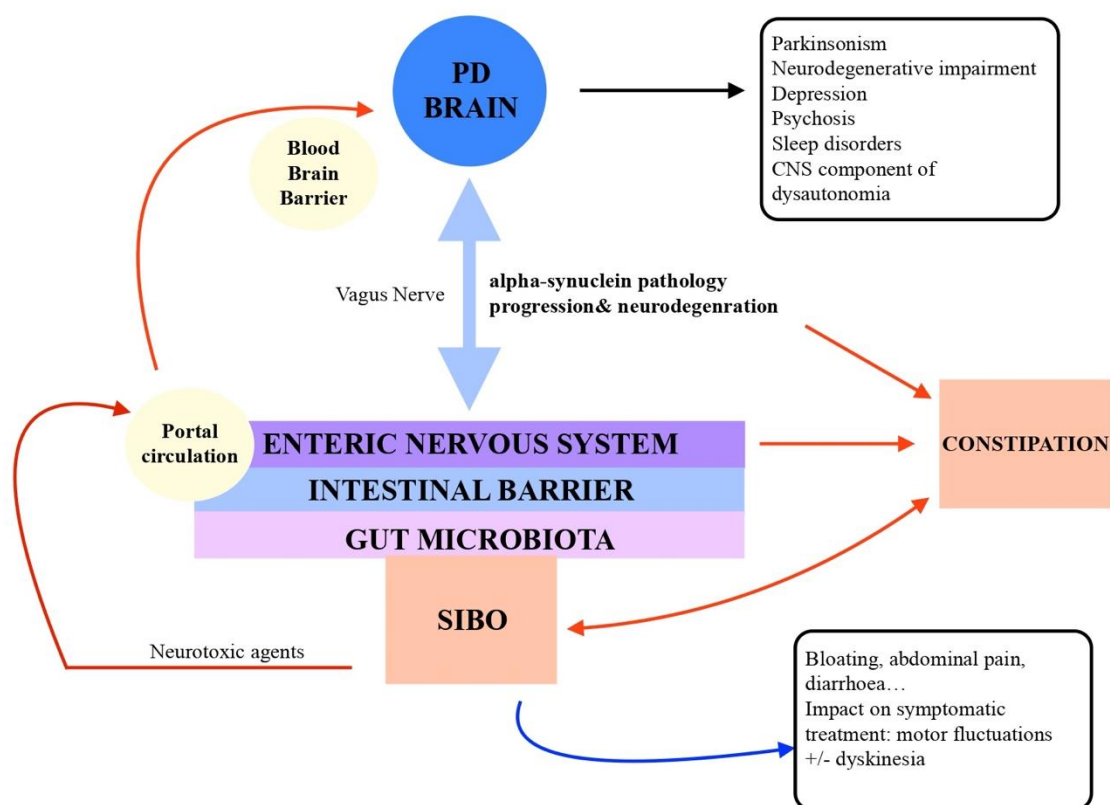 PD
BRAIN
Parkinsonism
Neurodegenerative impairment
Depression
Psychosis
Sleep disorders
CNS component of
dysautonomia
Blood
Brain
Barrier
Vagus Nerve
alpha-synuclein pathology
progression& neurodegenration
Portal
circulation
ENTERIC NERVOUS SYSTEM
INTESTINAL BARRIER
GUT MICROBIOTA
CONSTIPATION
SIBO
Neurotoxic agents
Bloating, abdominal pain,
diarrhoea…
Impact on symptomatic
treatment: motor fluctuations
+/- dyskinesia